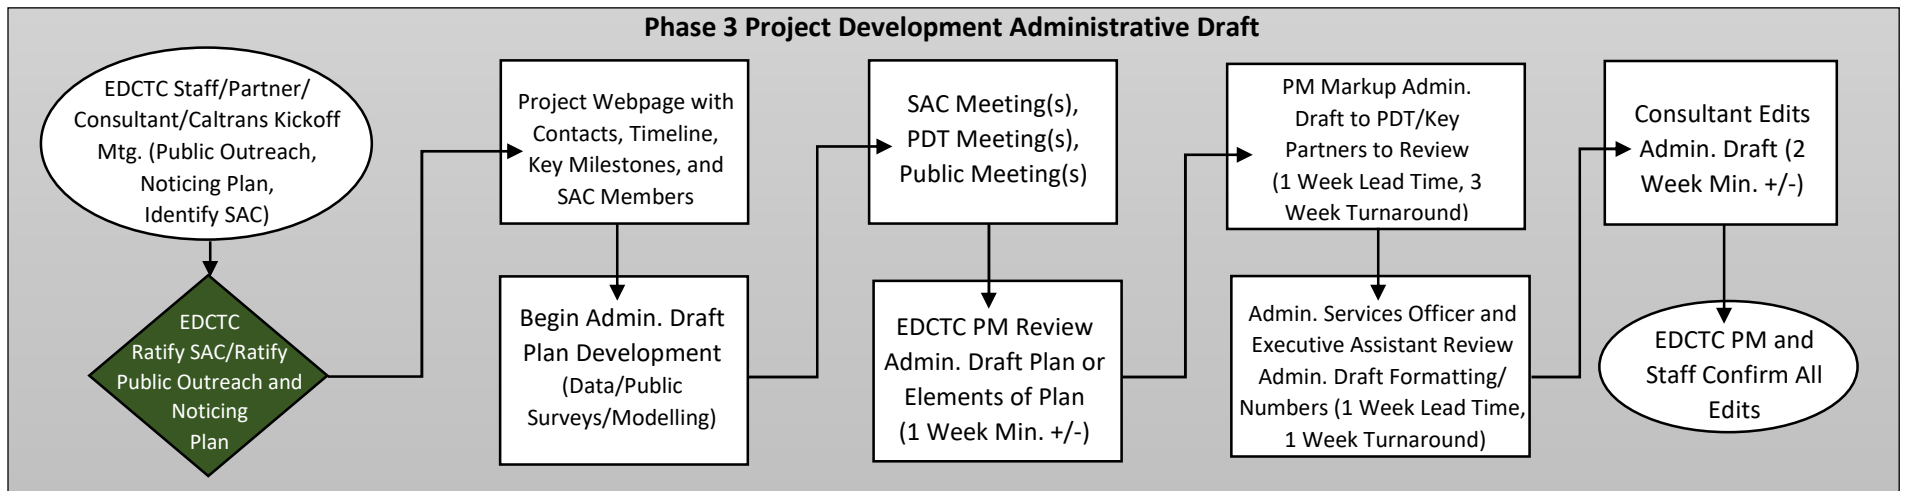 Phase 3 Project Development Administrative Draft
EDCTC Staff/Partner/
Consultant/Caltrans Kickoff
Mtg. (Public Outreach,
Noticing Plan,
Identify SAC)
EDCTC
Ratify SAC/Ratify
Public Outreach and
Noticing
Plan
Project Webpage with
Contacts, Timeline,
Key Milestones, and
SAC Members
Begin Admin. Draft
Plan Development
(Data/Public
Surveys/Modelling)
SAC Meeting(s),
PDT Meeting(s),
Public Meeting(s)
EDCTC PM Review
Admin. Draft Plan or
Elements of Plan
(1 Week Min. +/-)
PM Markup Admin.
Draft to PDT/Key
Partners to Review
(1 Week Lead Time, 3
Week Turnaround)
Admin. Services Officer and
Executive Assistant Review
Admin. Draft Formatting/
Numbers (1 Week Lead Time,
1 Week Turnaround)
Consultant Edits
Admin. Draft (2
Week Min. +/-)
EDCTC PM and
Staff Confirm All
Edits